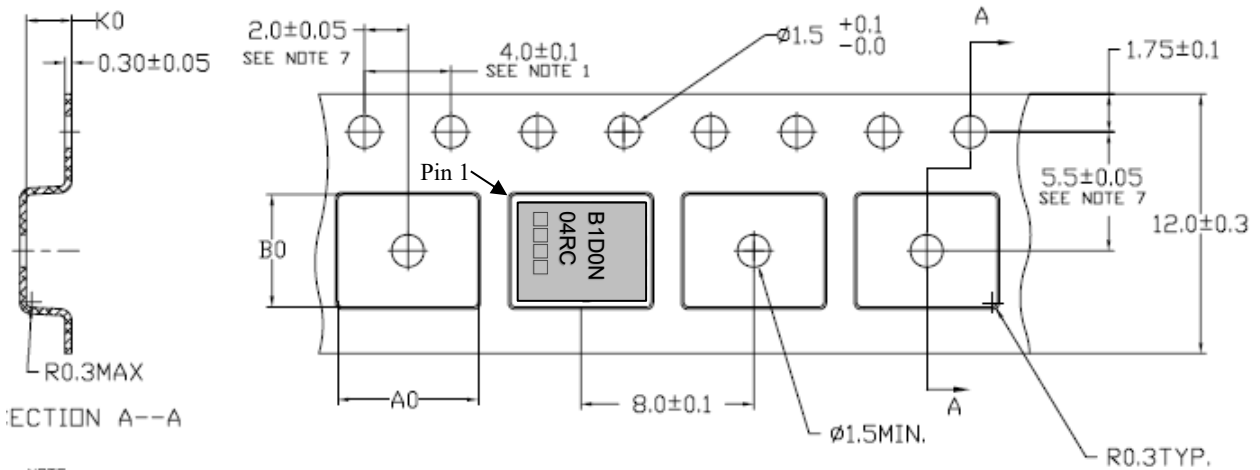 K0
0.30±0.05
2.0±0.05
SEE NOTE 7
4.0±0.1
SEE NOTE 1
Ø1.5 +0.1
-0.0
A
1.75±0.1
Pin 1
5.5±0.05
SEE NOTE 7
12.0±0.3
B0
B1D0N
04RC
□□□□
R0.3MAX
A0
8.0±0.1
A
Ø1.5MIN.
R0.3TYP.
ECTION A--A